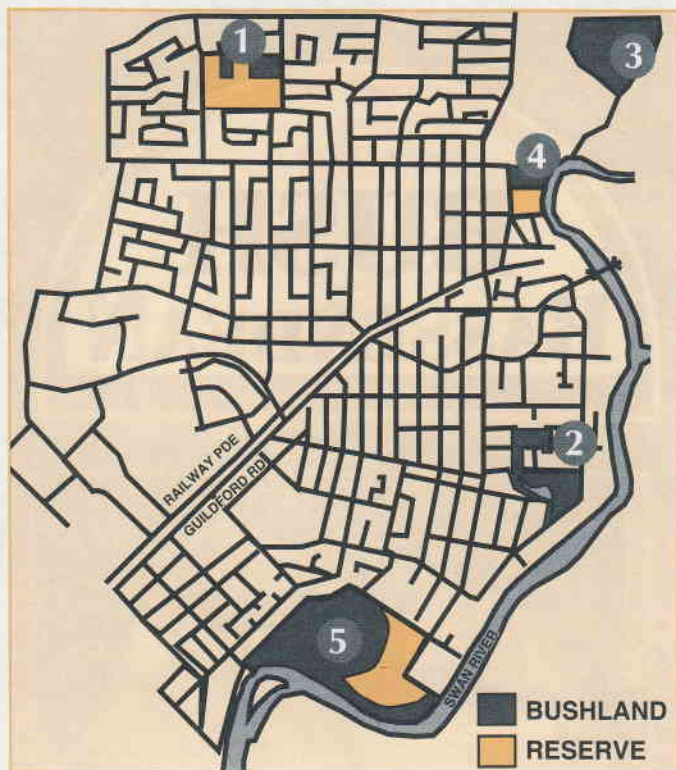 1
3
4
2
RAILWAY PDE
GUILDFORD RD
5
SWAN RIVER
BUSHLAND
RESERVE